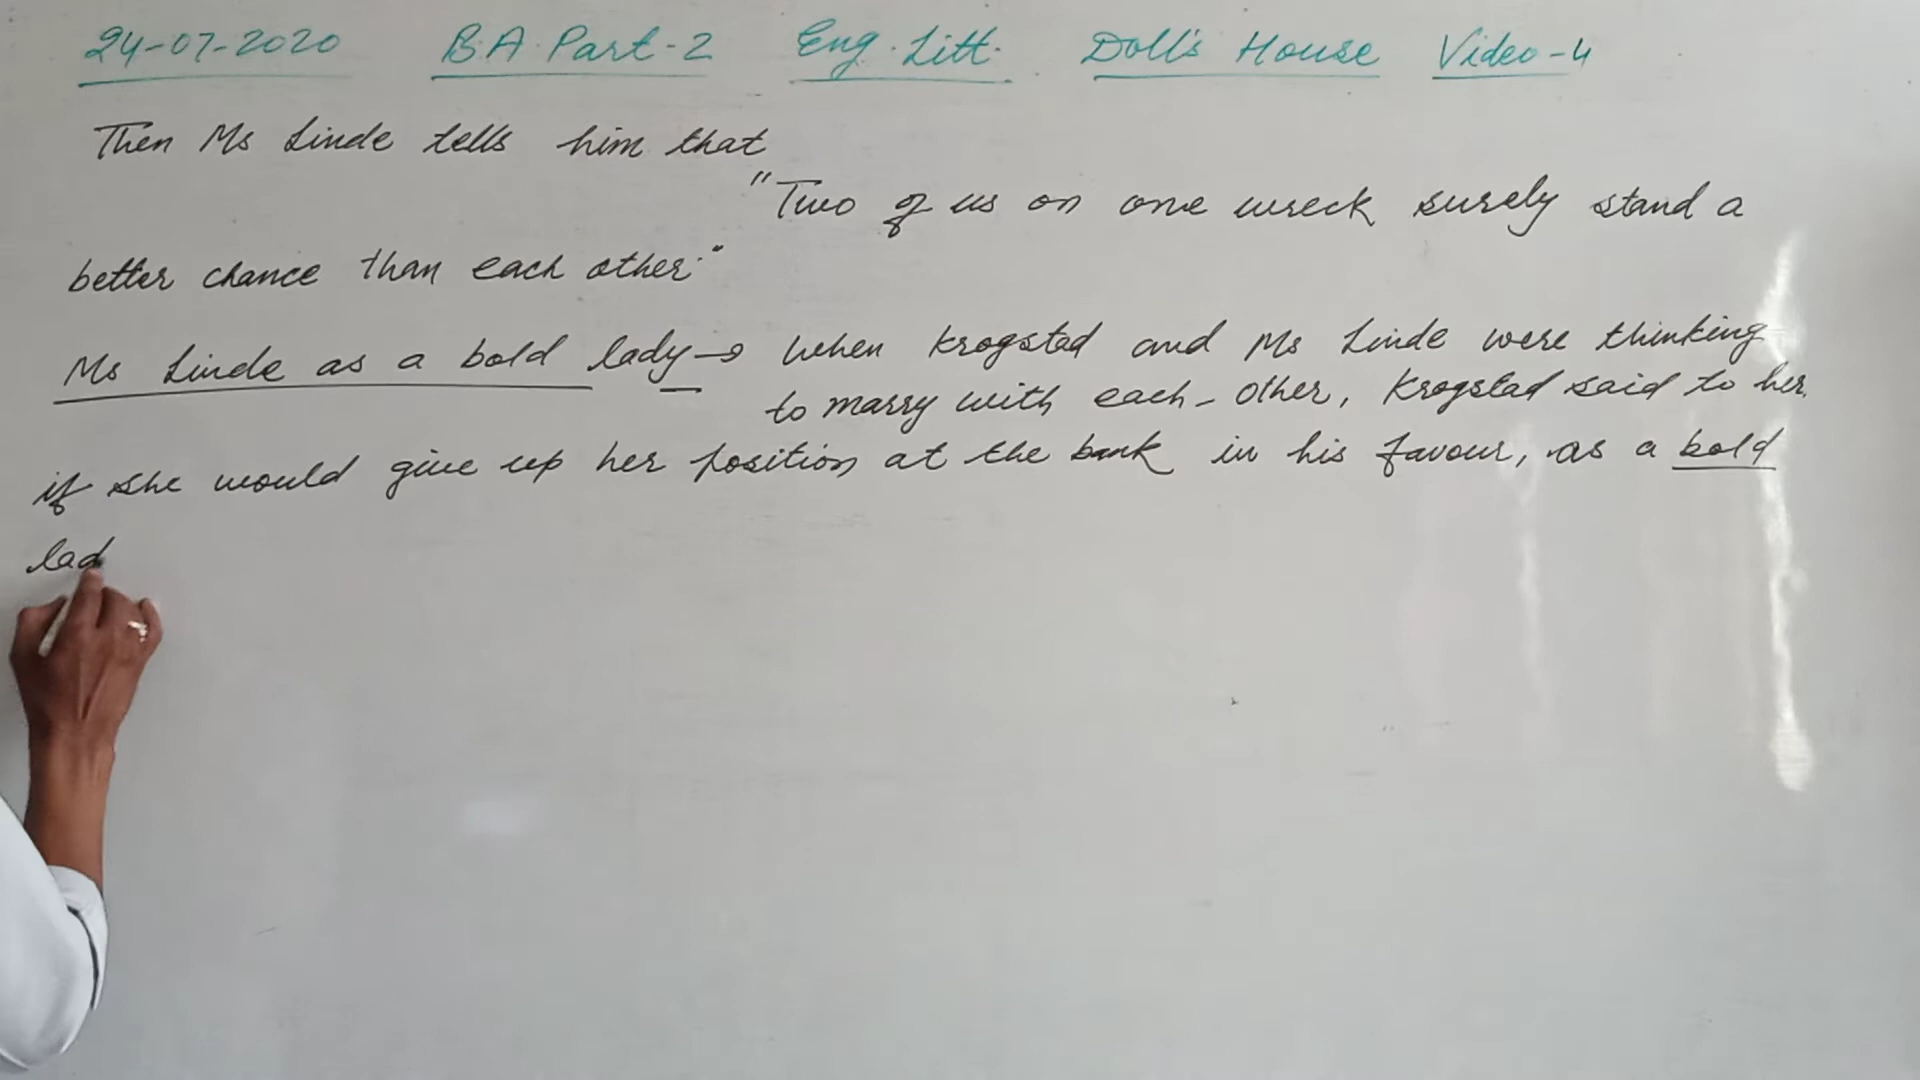 24-07-2020 B.A. Part-2 Eng. Litt. Doll's House Video-4
Then Ms Linde tells him that
"Two of us on one wreck surely stand a
better chance than each other."
Ms Linde as a bold lady → When Krogstad and Ms Linde were thinking
to marry with each-other, Krogstad said to her
if she would give up her position at the bank in his favour, as a bold
lad